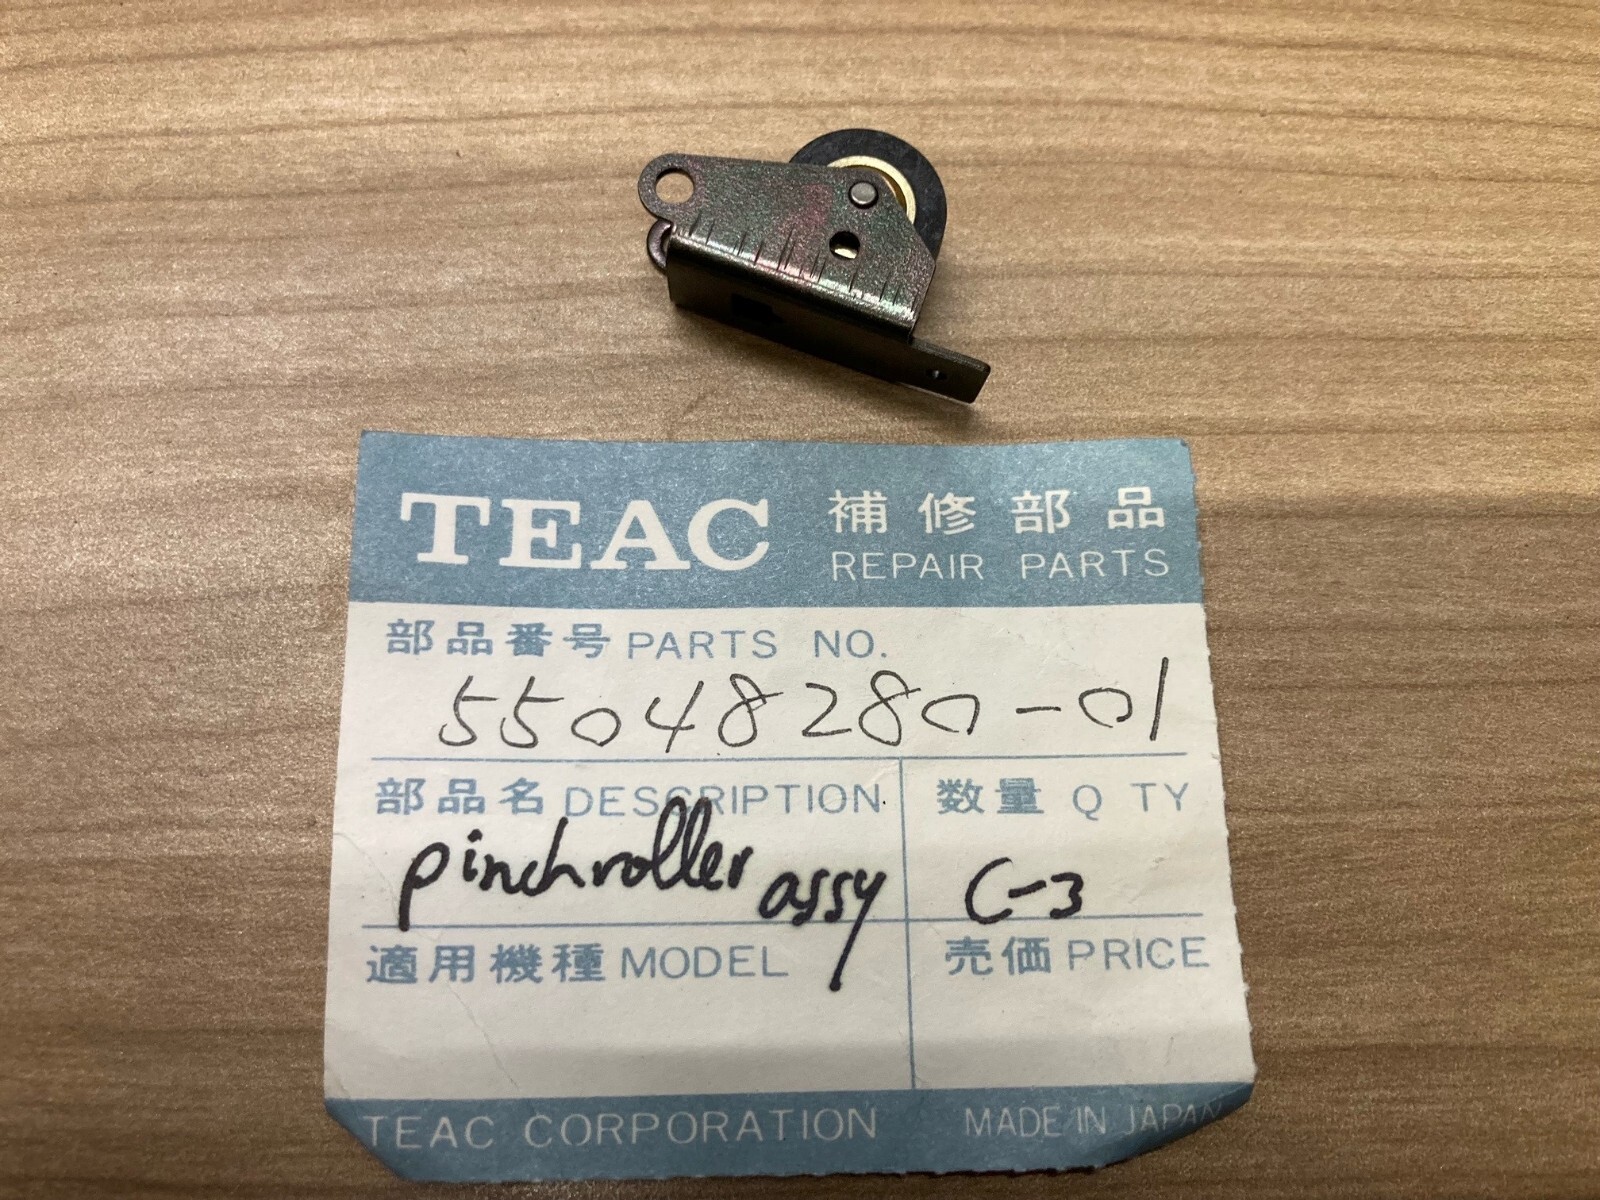 TEAC 補修部品
REPAIR PARTS
部品番号 PARTS NO.
55048280-01
部品名 DESCRIPTION 数量 Q TY
pinchroller assy C-3
適用機種 MODEL 売価 PRICE
TEAC CORPORATION MADE IN JAPAN